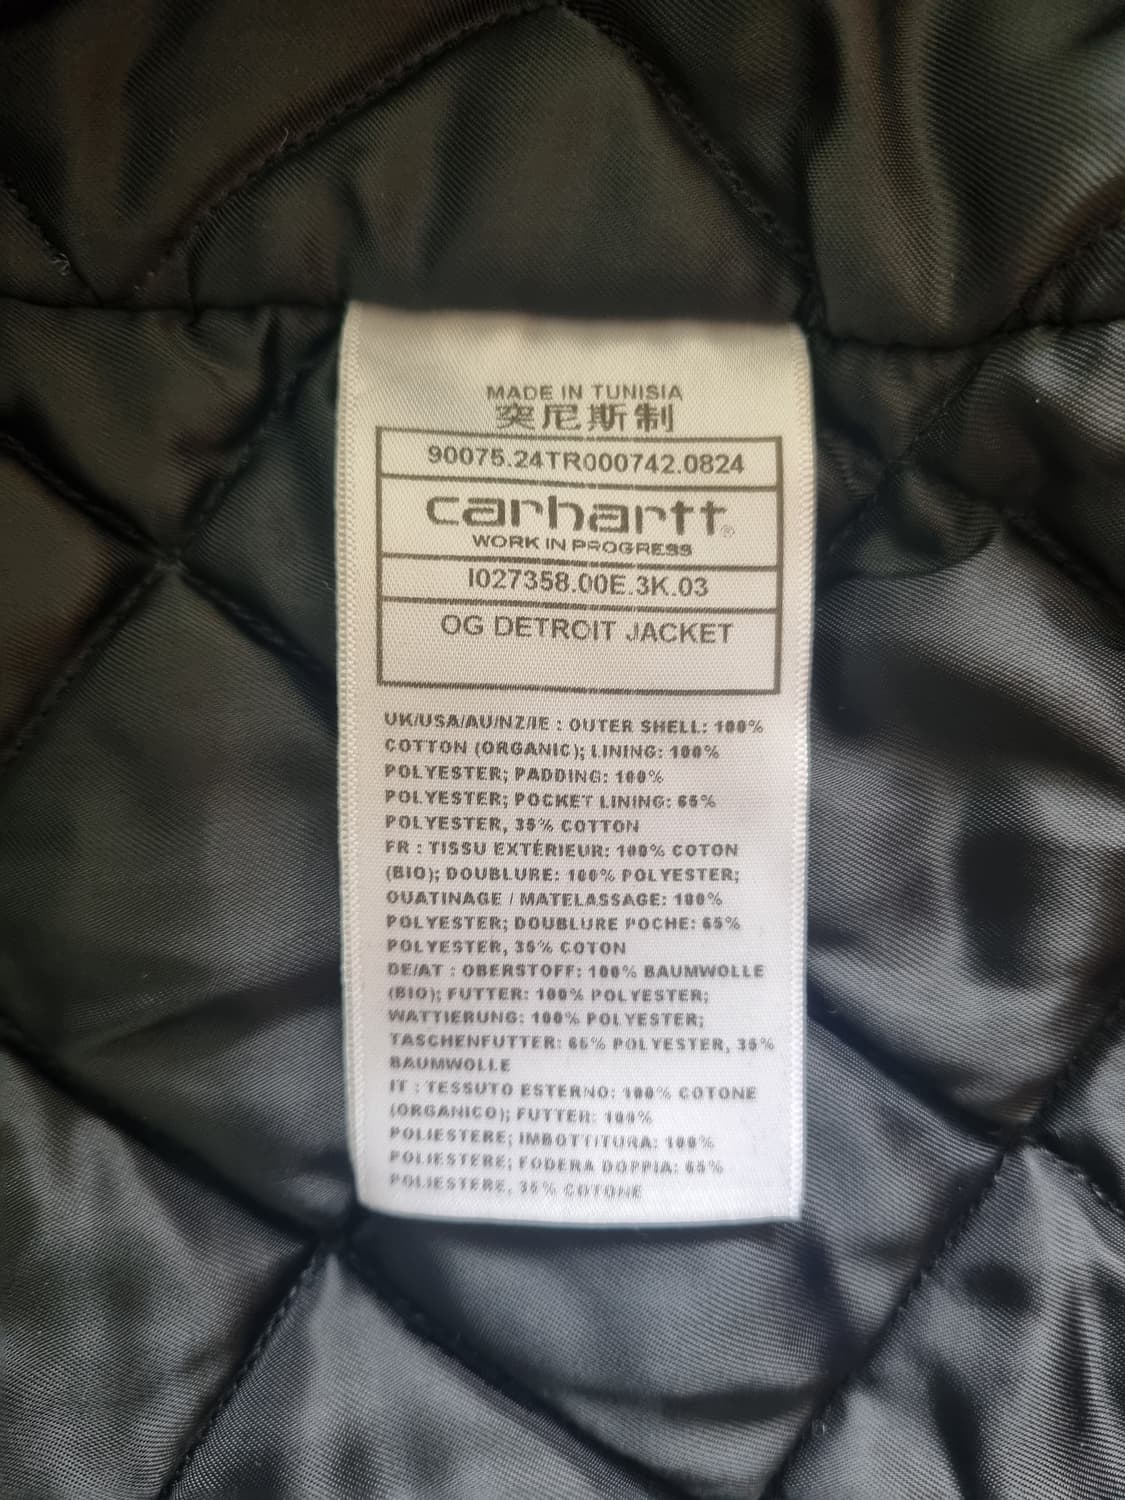 MADE IN TUNISIA
突尼斯制
90075.24TR000742.0824
carhartt®
WORK IN PROGRESS
I027358.00E.3K.03
OG DETROIT JACKET
UK/USA/AU/NZ/IE : OUTER SHELL: 100%
COTTON (ORGANIC); LINING: 100%
POLYESTER; PADDING: 100%
POLYESTER; POCKET LINING: 65%
POLYESTER, 35% COTTON
FR : TISSU EXTÉRIEUR: 100% COTON
(BIO); DOUBLURE: 100% POLYESTER;
OUATINAGE / MATELASSAGE: 100%
POLYESTER; DOUBLURE POCHE: 65%
POLYESTER, 35% COTON
DE/AT : OBERSTOFF: 100% BAUMWOLLE
(BIO); FUTTER: 100% POLYESTER;
WATTIERUNG: 100% POLYESTER;
TASCHENFUTTER: 65% POLYESTER, 35%
BAUMWOLLE
IT : TESSUTO ESTERNO: 100% COTONE
(ORGANICO); FUTTER: 100%
POLIESTERE; IMBOTTITURA: 100%
POLIESTERE; FODERA DOPPIA: 65%
POLIESTERE, 35% COTONE